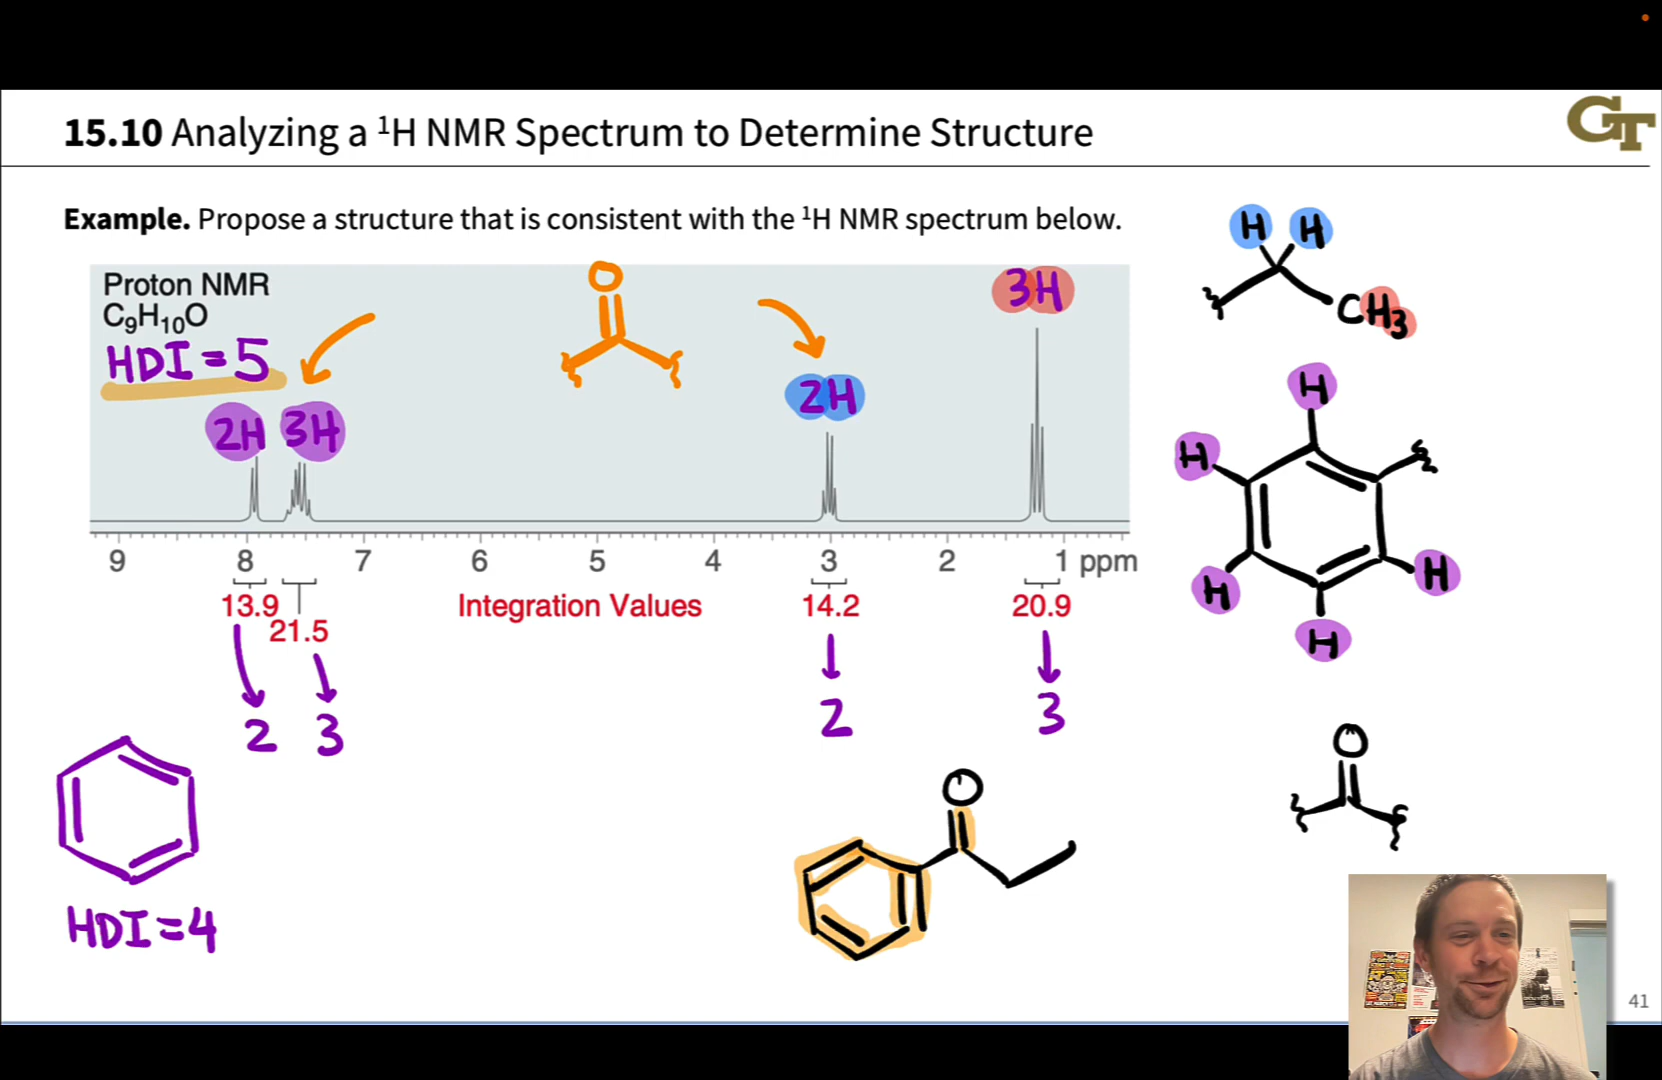 15.10 Analyzing a ¹H NMR Spectrum to Determine Structure
GT
Example. Propose a structure that is consistent with the ¹H NMR spectrum below.
Proton NMR
C₉H₁₀O
HDI = 5
O
2H 3H
2H
3H
9 8 7 6 5 4 3 2 1 ppm
13.9
21.5
Integration Values
14.2
20.9
2 3
2
3
HDI = 4
O
H H
CH₃
H
H
H
H
H
O
41